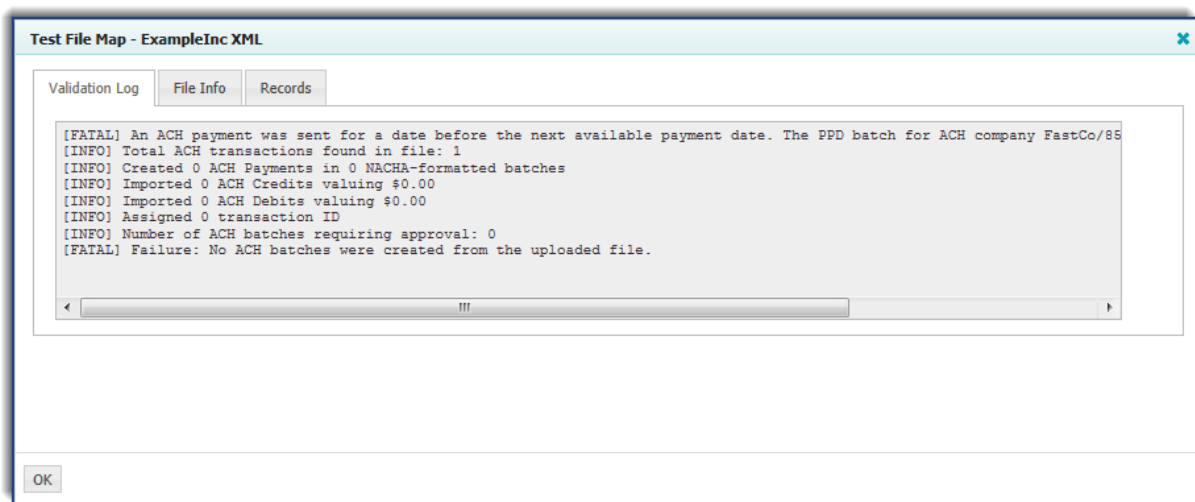 Test File Map - ExampleInc XML
Validation Log
File Info
Records
[FATAL] An ACH payment was sent for a date before the next available payment date. The PPD batch for ACH company FastCo/85
[INFO] Total ACH transactions found in file: 1
[INFO] Created 0 ACH Payments in 0 NACHA-formatted batches
[INFO] Imported 0 ACH Credits valuing $0.00
[INFO] Imported 0 ACH Debits valuing $0.00
[INFO] Assigned 0 transaction ID
[INFO] Number of ACH batches requiring approval: 0
[FATAL] Failure: No ACH batches were created from the uploaded file.
OK